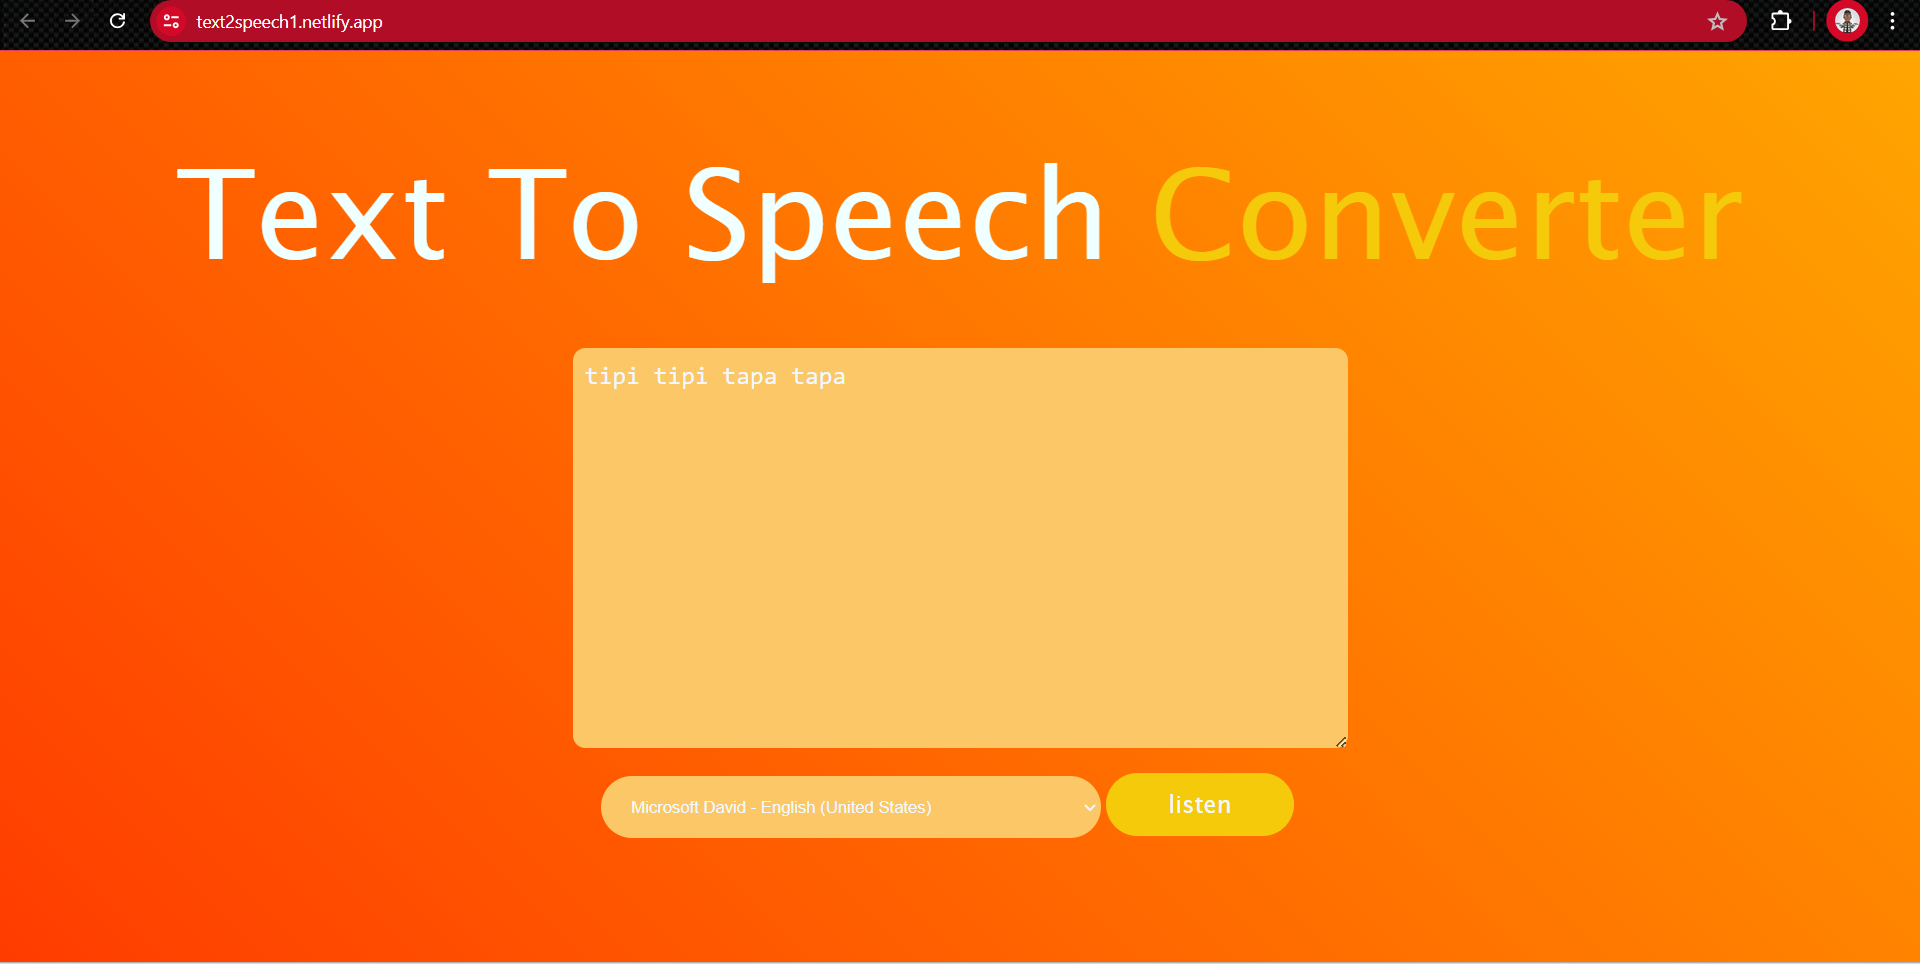 text2speech1.netlify.app
Text To Speech Converter
tipi tipi tapa tapa
Microsoft David - English (United States)
listen